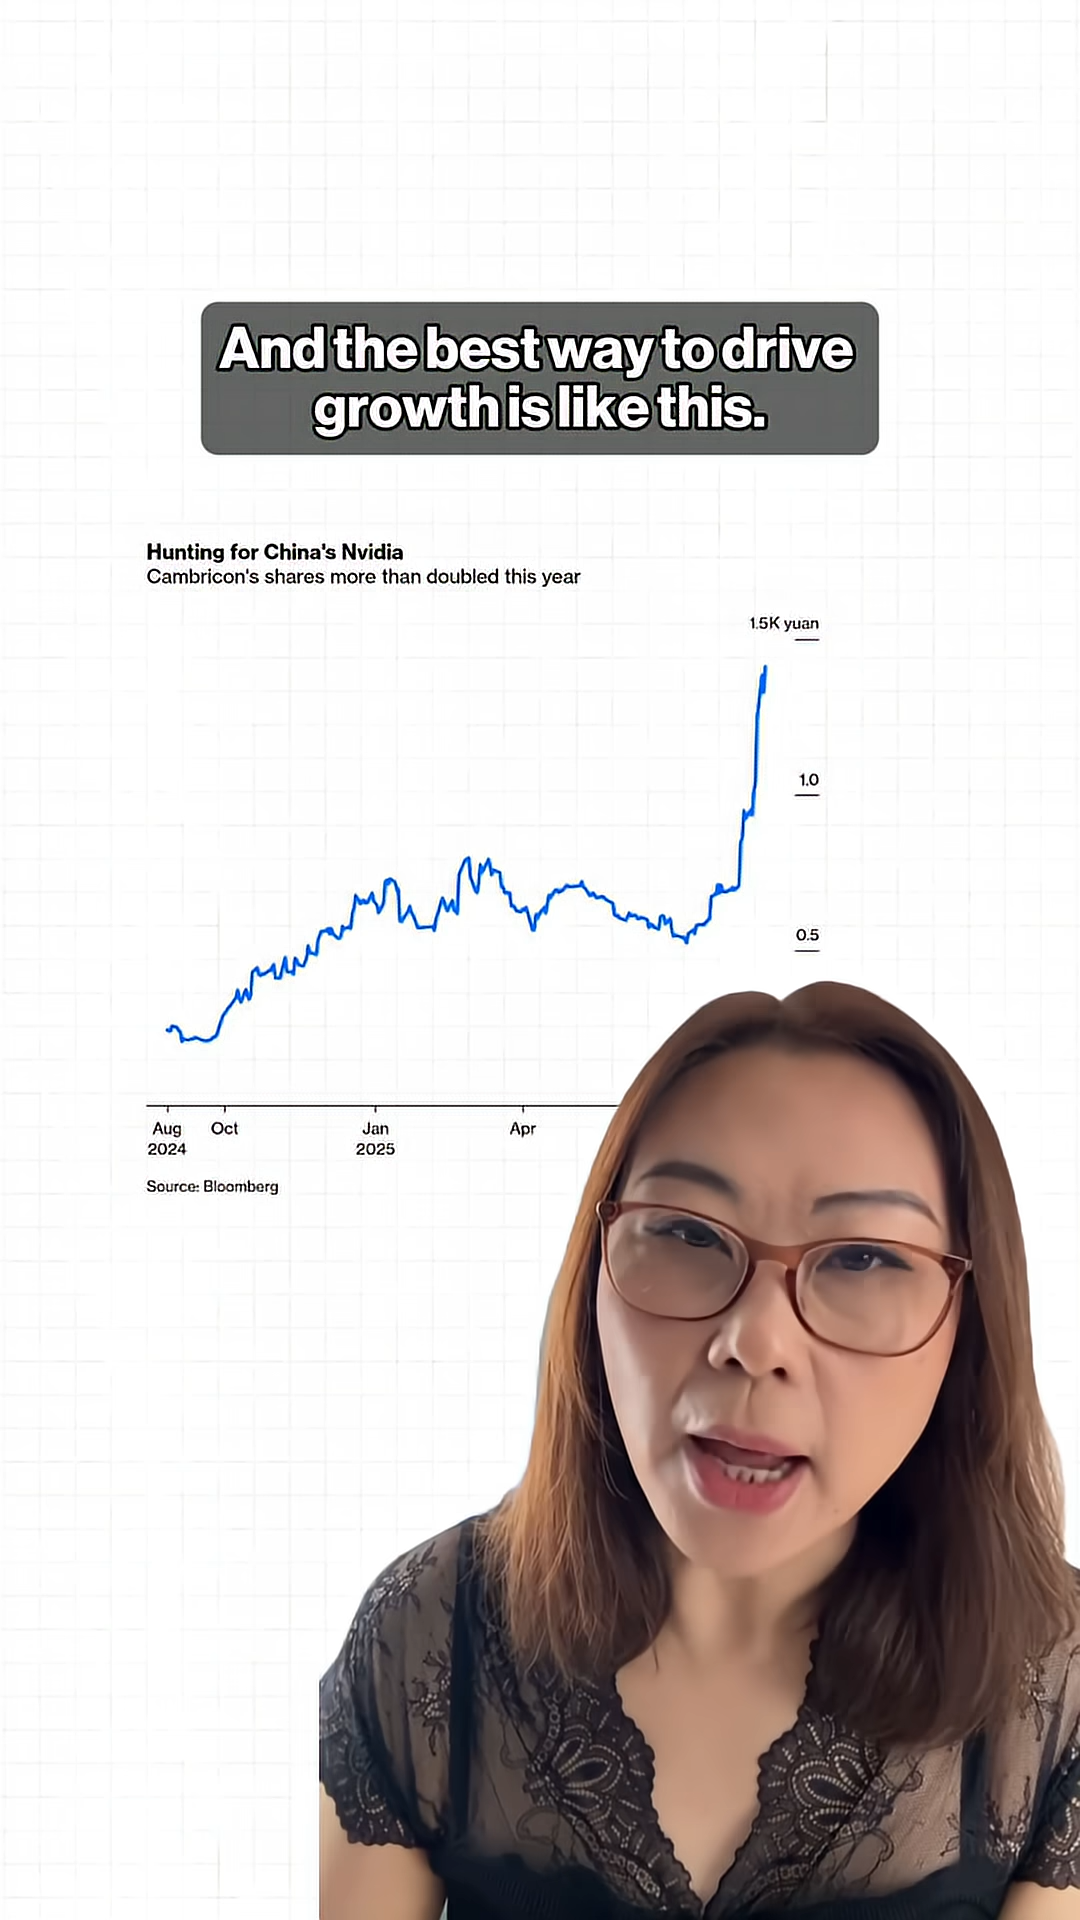 And the best way to drive
growth is like this.
Hunting for China's Nvidia
Cambricon's shares more than doubled this year
1.5K yuan
1.0
0.5
Aug Oct Jan Apr
2024 2025
Source: Bloomberg